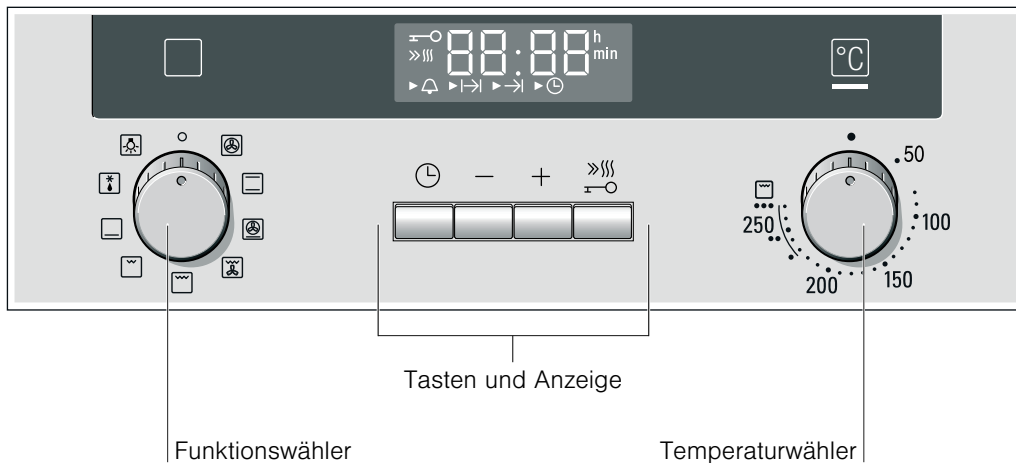 88:88 h
min
°C
50
100
150
200
250
Tasten und Anzeige
Funktionswähler
Temperaturwähler